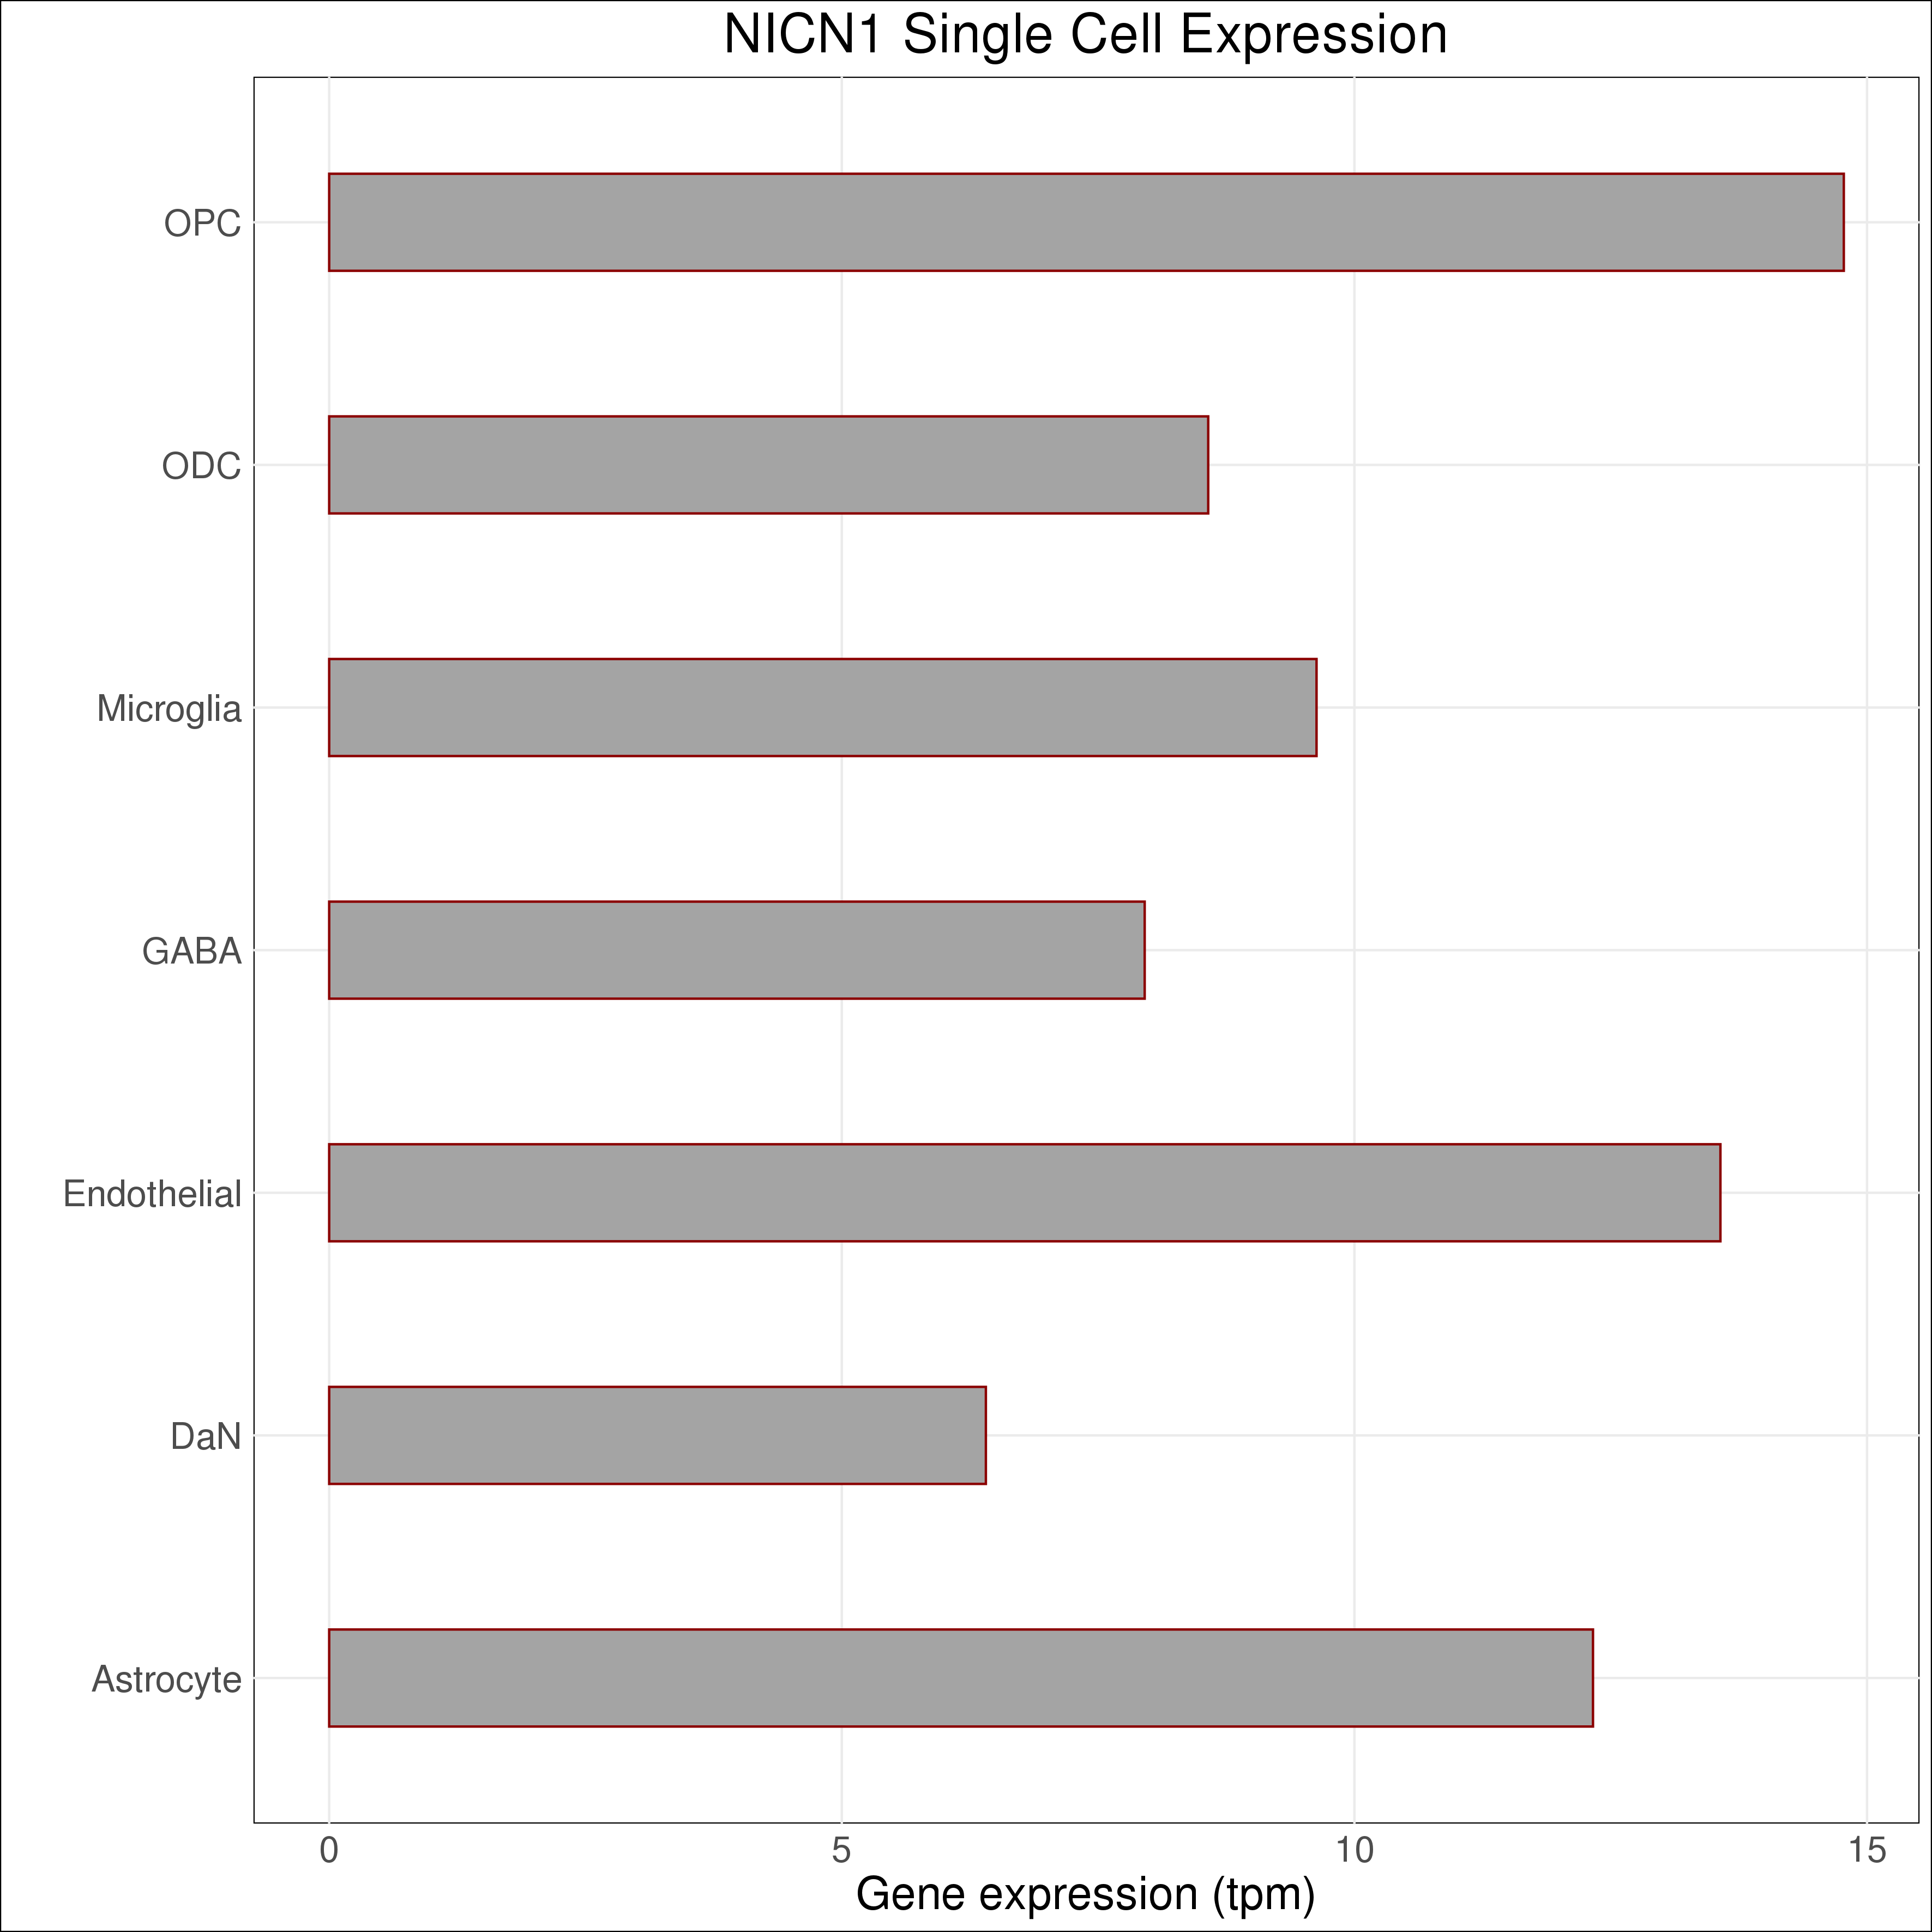 NICN1 Single Cell Expression
OPC
ODC
Microglia
GABA
Endothelial
DaN
Astrocyte
0 5 10 15
Gene expression (tpm)